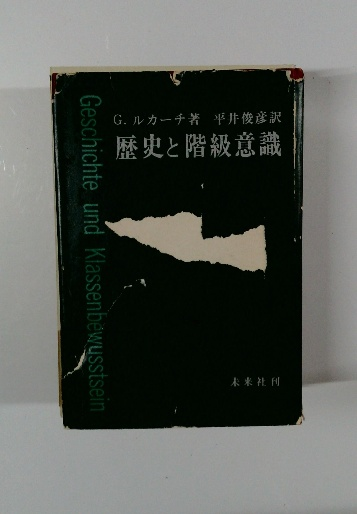 G. ルカーチ著 平井俊彦訳
歴史と階級意識
Geschichte und Klassenbewusstsein
未来社刊